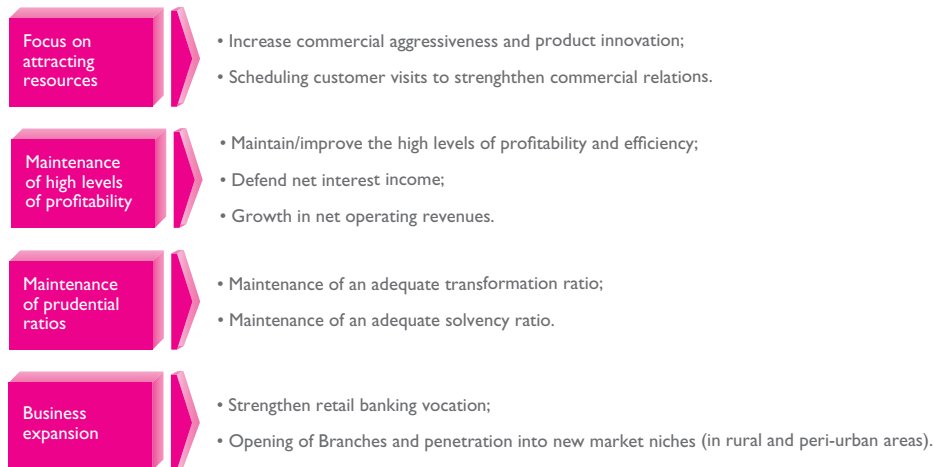 Focus on
attracting
resources
• Increase commercial aggressiveness and product innovation;
• Scheduling customer visits to strenghthen commercial relations.
Maintenance
of high levels
of profitability
• Maintain/improve the high levels of profitability and efficiency;
• Defend net interest income;
• Growth in net operating revenues.
Maintenance
of prudential
ratios
• Maintenance of an adequate transformation ratio;
• Maintenance of an adequate solvency ratio.
Business
expansion
• Strengthen retail banking vocation;
• Opening of Branches and penetration into new market niches (in rural and peri-urban areas).